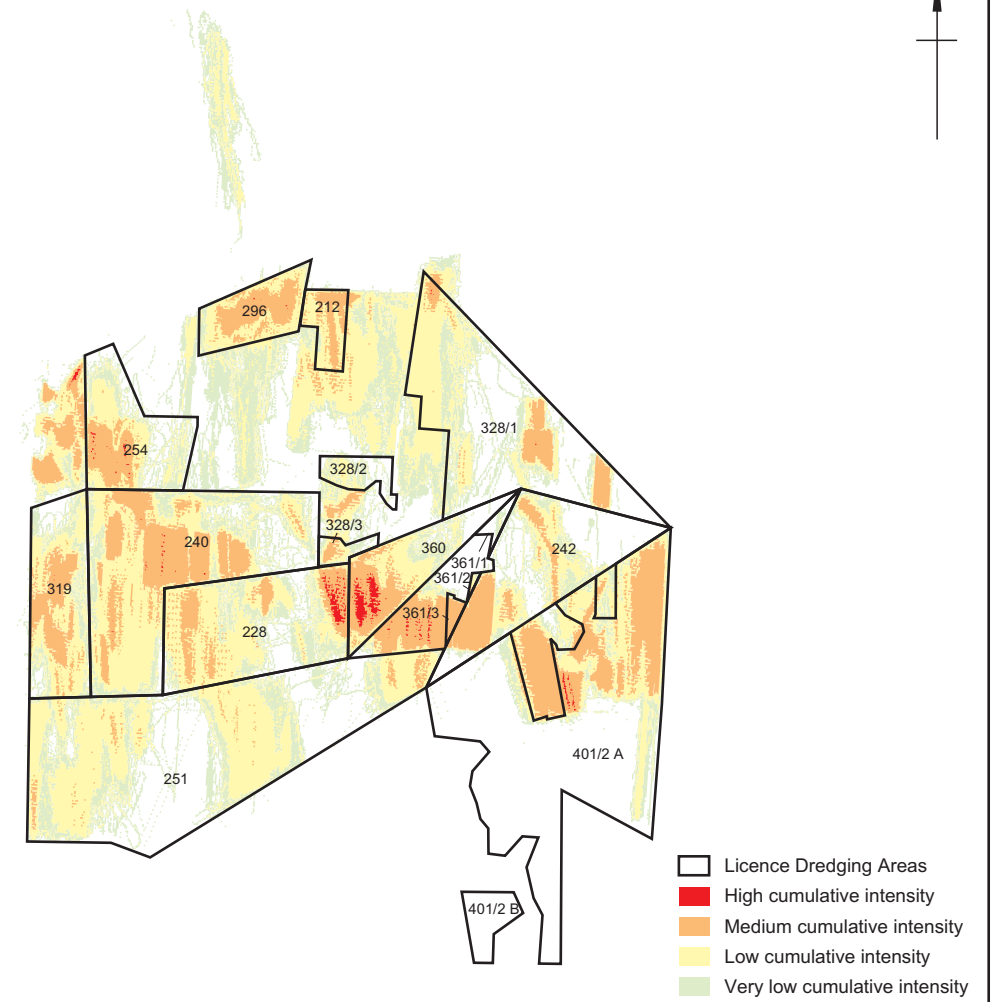 296
212
328/1
254
328/2
328/3
240
360
242
361/1
361/2
319
361/3
228
401/2 A
251
401/2 B
Licence Dredging Areas
High cumulative intensity
Medium cumulative intensity
Low cumulative intensity
Very low cumulative intensity